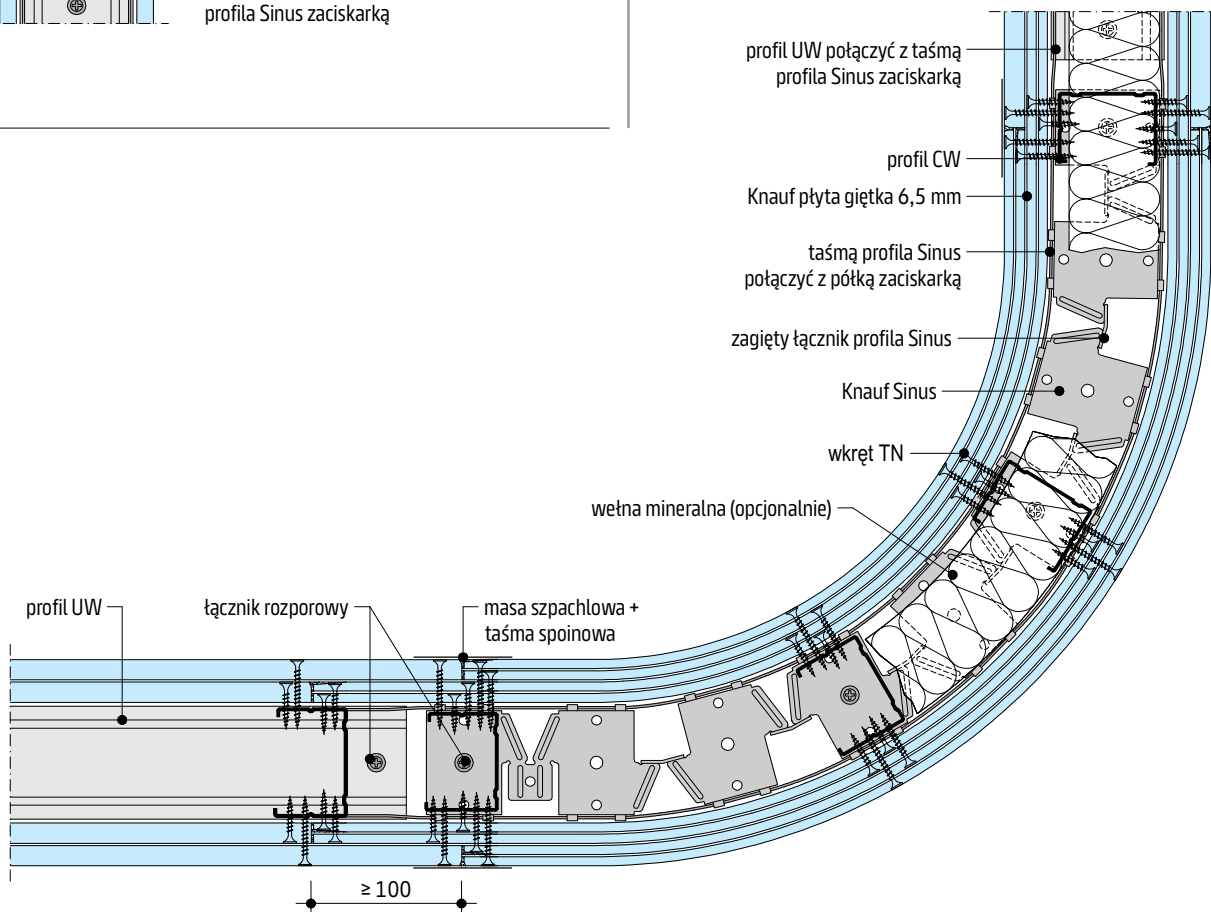 profila Sinus zaciskarką
profil UW połączyć z taśmą
profila Sinus zaciskarką
profil CW
Knauf płyta giętka 6,5 mm
taśmą profila Sinus
połączyć z półką zaciskarką
zagięty łącznik profila Sinus
Knauf Sinus
wkręt TN
wełna mineralna (opcjonalnie)
profil UW
łącznik rozporowy
masa szpachlowa +
taśma spoinowa
≥ 100